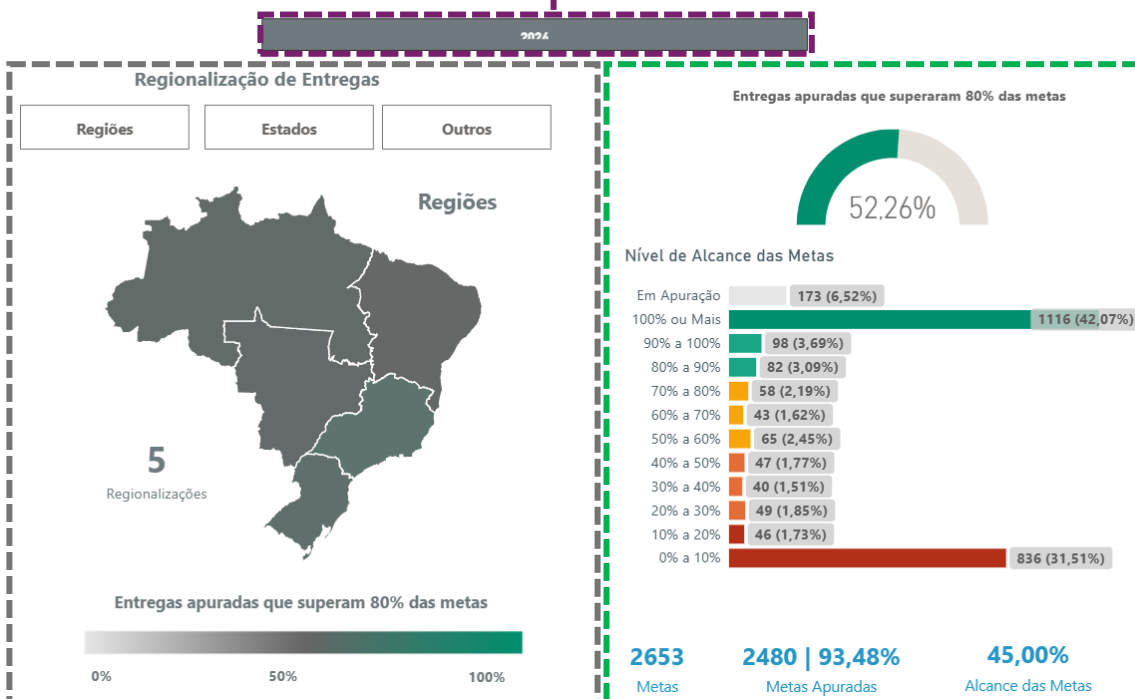 Regionalização de Entregas
Regiões
Estados
Outros
Regiões
5
Regionalizações
Entregas apuradas que superam 80% das metas
0%
50%
100%
Entregas apuradas que superaram 80% das metas
52,26%
Nível de Alcance das Metas
Em Apuração 173 (6,52%)
100% ou Mais 1116 (42,07%)
90% a 100% 98 (3,69%)
80% a 90% 82 (3,09%)
70% a 80% 58 (2,19%)
60% a 70% 43 (1,62%)
50% a 60% 65 (2,45%)
40% a 50% 47 (1,77%)
30% a 40% 40 (1,51%)
20% a 30% 49 (1,85%)
10% a 20% 46 (1,73%)
0% a 10% 836 (31,51%)
2653
Metas
2480 | 93,48%
Metas Apuradas
45,00%
Alcance das Metas